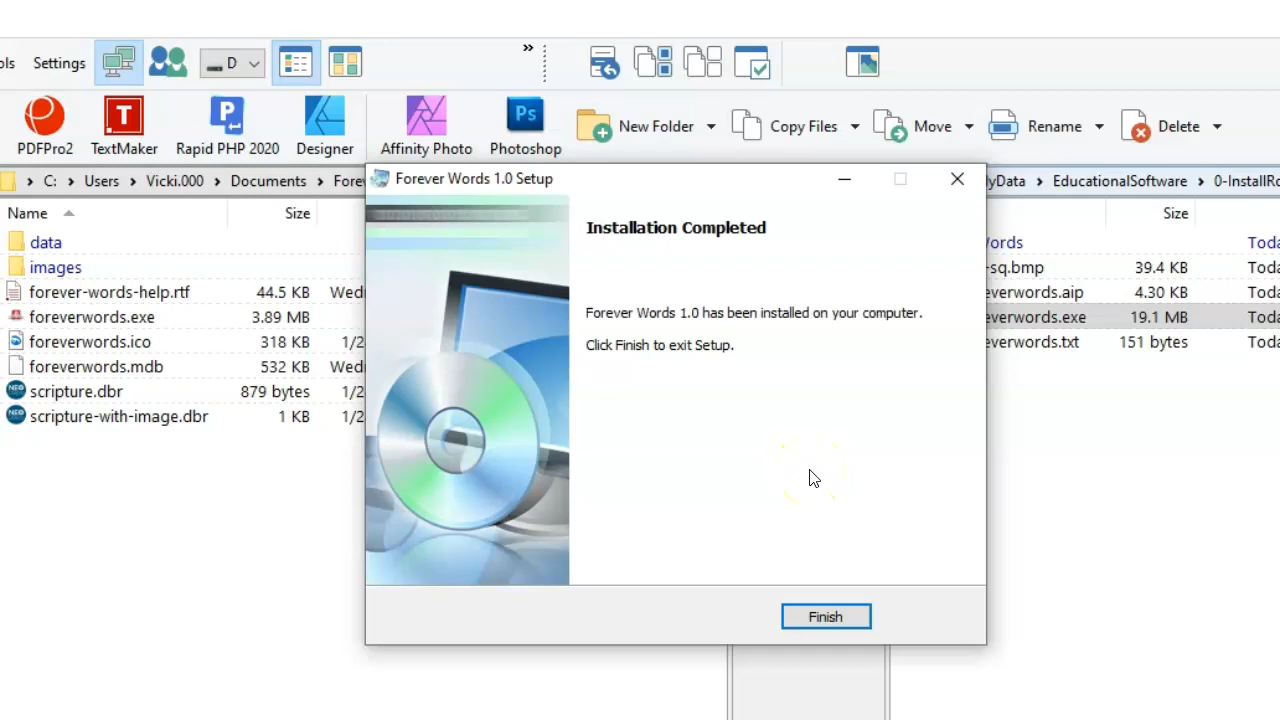 ols Settings D »
PDFPro2 TextMaker Rapid PHP 2020 Designer Affinity Photo Photoshop New Folder Copy Files Move Rename Delete
C: Users Vicki.000 Documents Fore
Forever Words 1.0 Setup
MyData EducationalSoftware 0-InstallRo
Name Size
Size
data
images
forever-words-help.rtf 44.5 KB Wed
foreverwords.exe 3.89 MB
foreverwords.ico 318 KB 1/2
foreverwords.mdb 532 KB Wed
scripture.dbr 879 bytes 1/2
scripture-with-image.dbr 1 KB 1/2
Installation Completed
Forever Words 1.0 has been installed on your computer.
Click Finish to exit Setup.
Finish
Words Toda
-sq.bmp 39.4 KB Toda
everwords.aip 4.30 KB Toda
everwords.exe 19.1 MB Toda
everwords.txt 151 bytes Toda